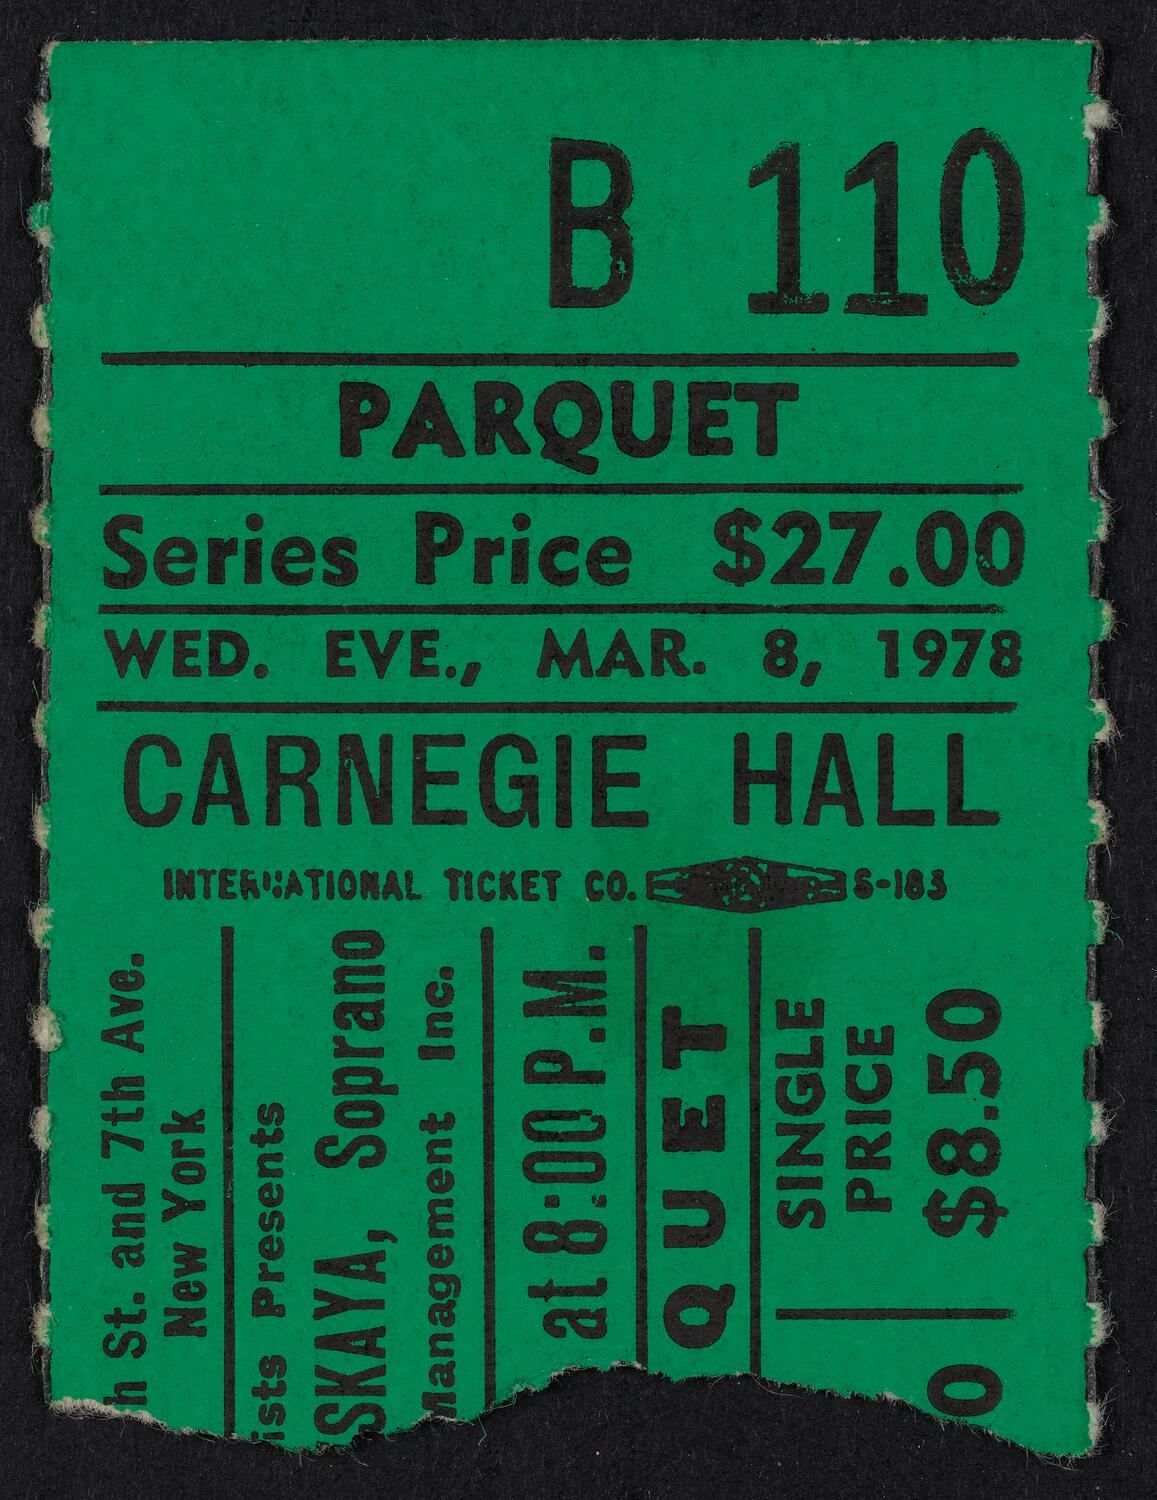 B 110
PARQUET
Series Price $27.00
WED. EVE., MAR. 8, 1978
CARNEGIE HALL
INTERNATIONAL TICKET CO. S-183
h St. and 7th Ave.
New York
ists Presents
SKAYA, Soprano
Management Inc.
at 8:00 P.M.
QUET
SINGLE
PRICE
$8.50
0